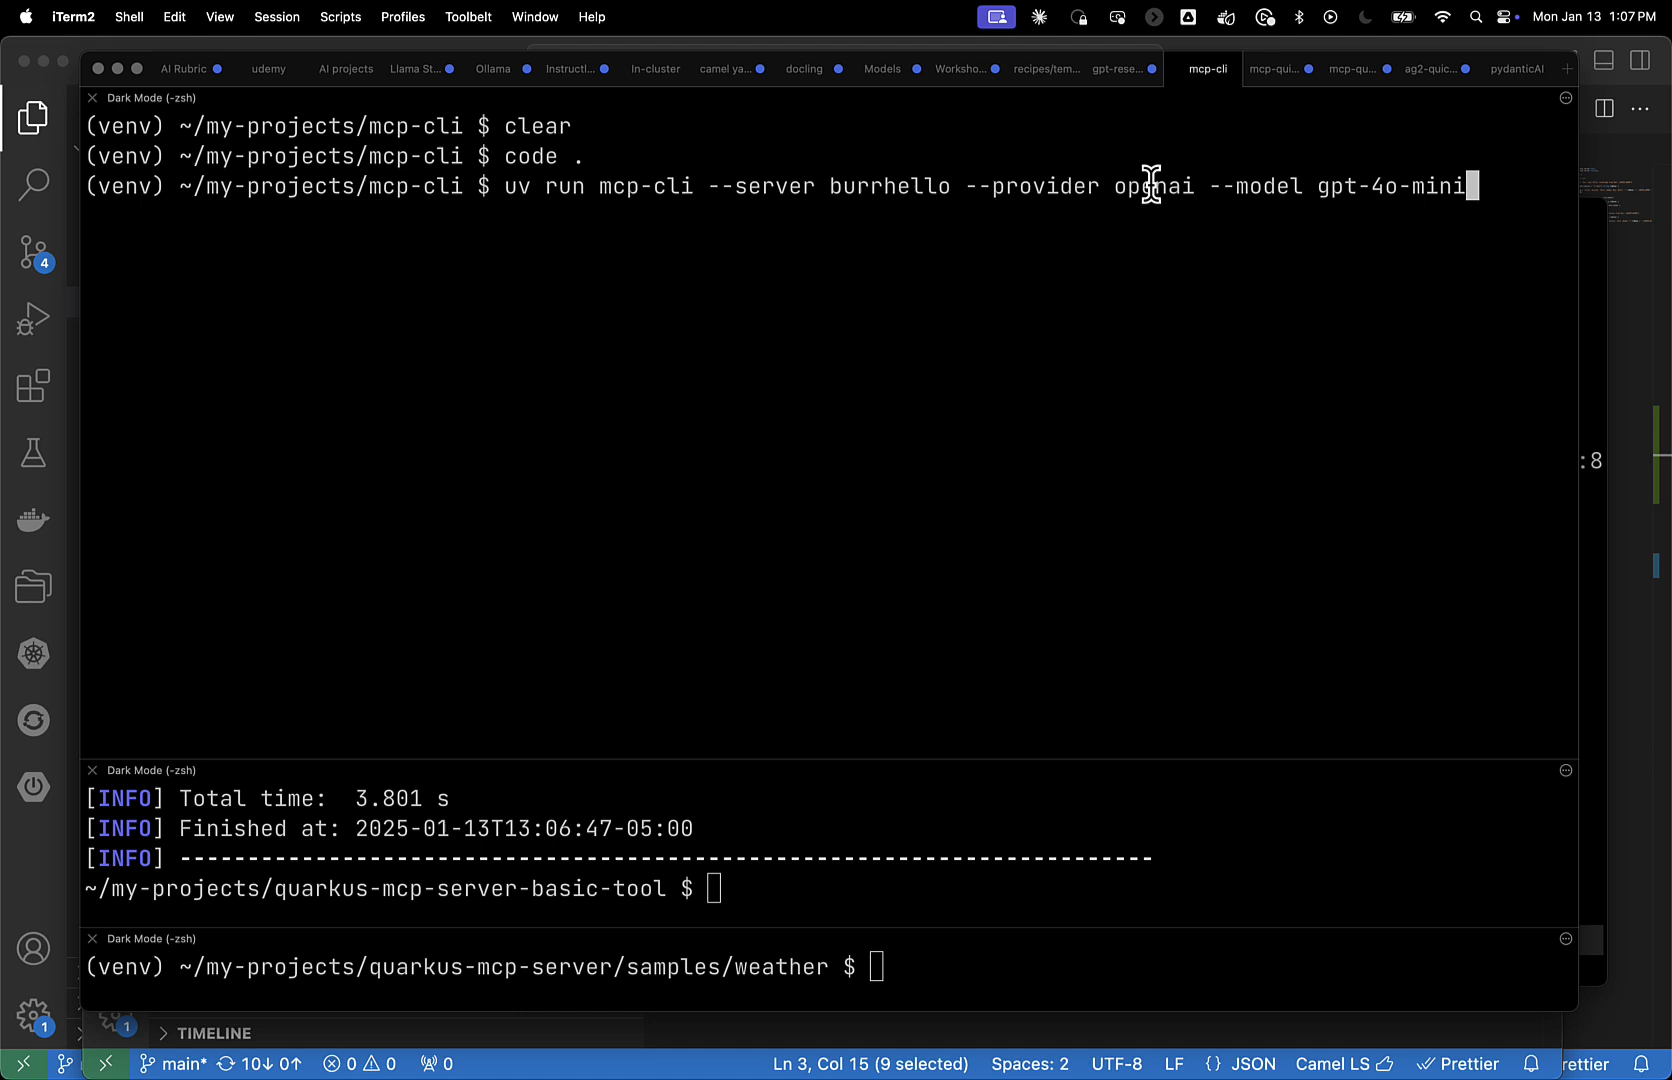 iTerm2 Shell Edit View Session Scripts Profiles Toolbelt Window Help Mon Jan 13 1:07 PM
AI Rubric udemy AI projects Llama St... Ollama Instructl... In-cluster camel ya... docling Models Worksho... recipes/tem... gpt-rese... mcp-cli mcp-qui... mcp-qu... ag2-quic... pydanticAI
Dark Mode (-zsh)
(venv) ~/my-projects/mcp-cli $ clear
(venv) ~/my-projects/mcp-cli $ code .
(venv) ~/my-projects/mcp-cli $ uv run mcp-cli --server burrhello --provider openai --model gpt-4o-mini
4
:8
Dark Mode (-zsh)
[INFO] Total time:  3.801 s
[INFO] Finished at: 2025-01-13T13:06:47-05:00
[INFO] ------------------------------------------------------------------------
~/my-projects/quarkus-mcp-server-basic-tool $
Dark Mode (-zsh)
(venv) ~/my-projects/quarkus-mcp-server/samples/weather $
1
1
TIMELINE
main* 10↓ 0↑ 0 0 0 Ln 3, Col 15 (9 selected) Spaces: 2 UTF-8 LF {} JSON Camel LS Prettier rettier